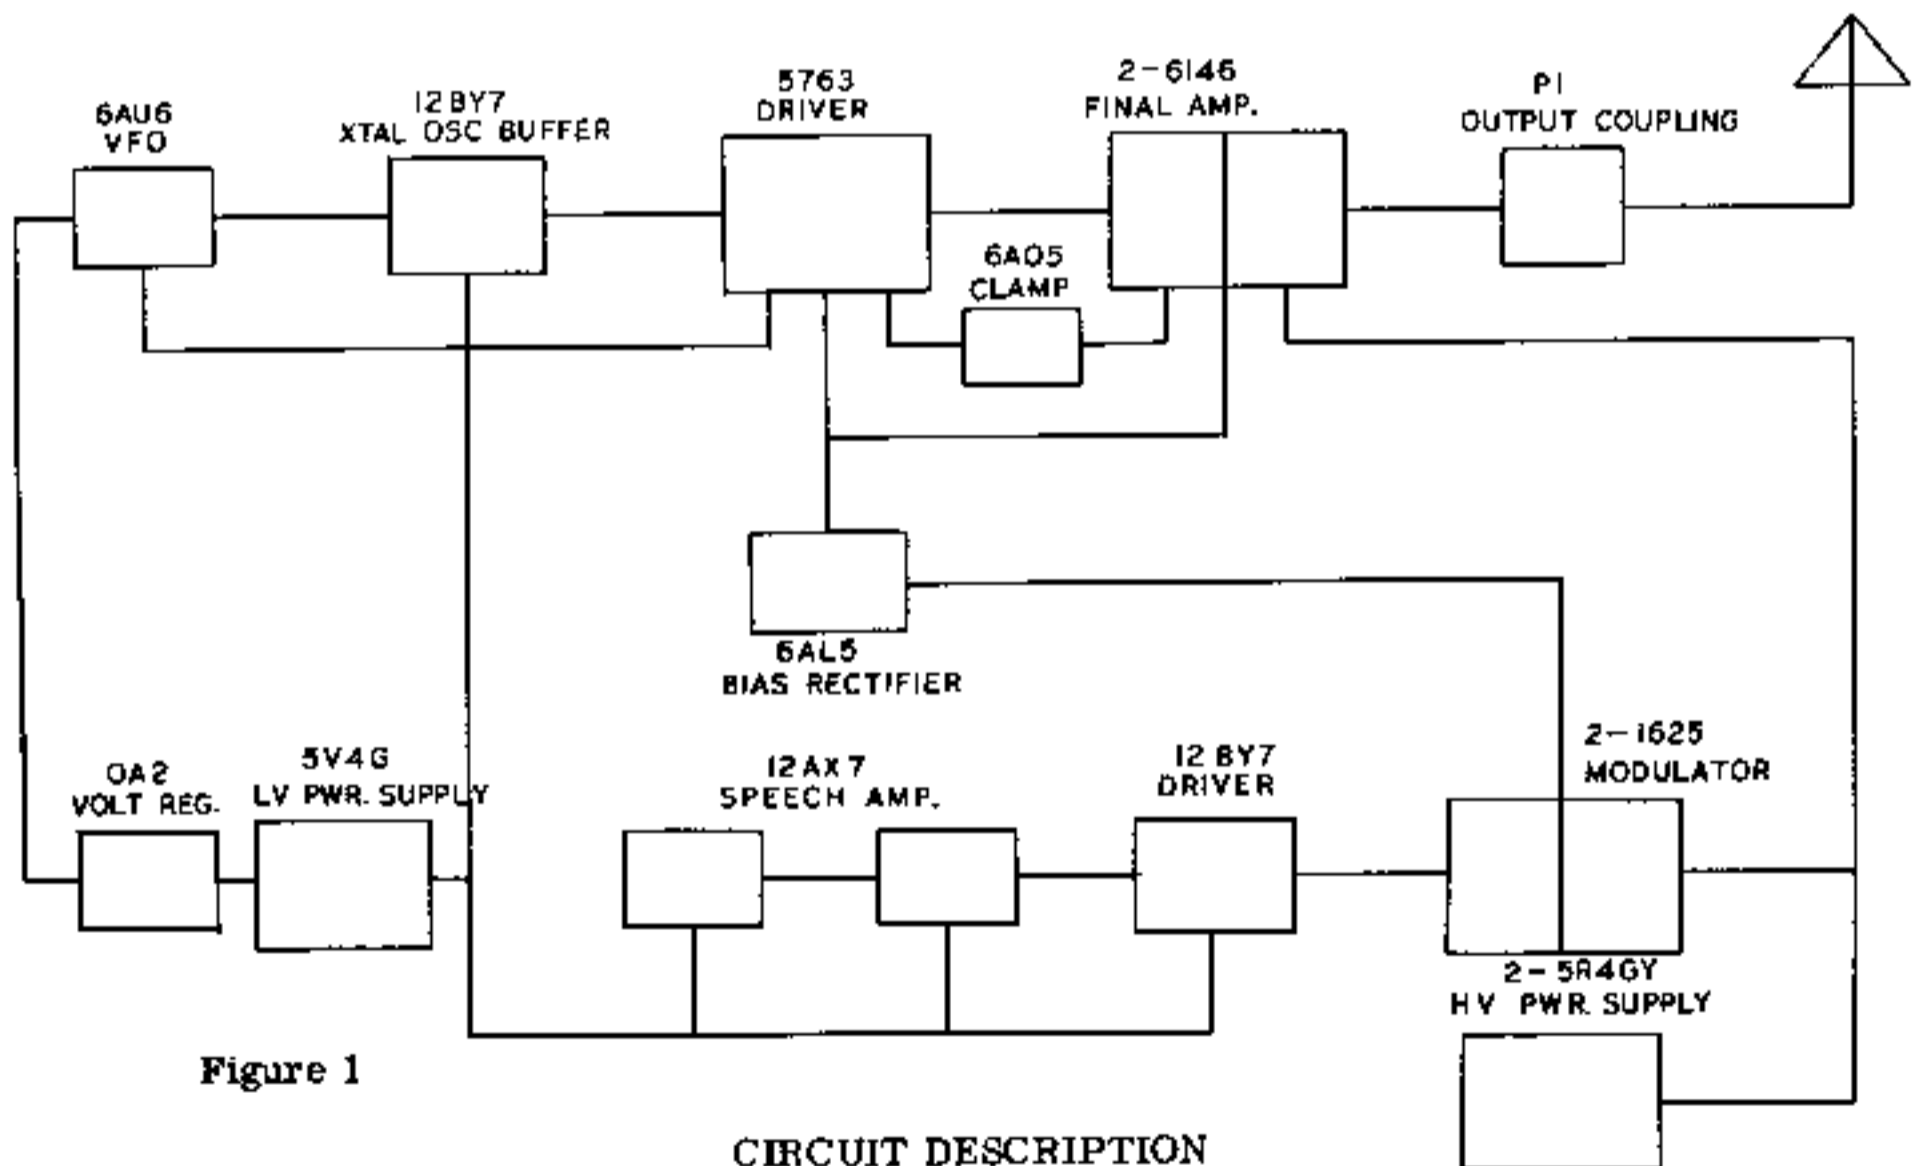 6AU6
VFO
12BY7
XTAL OSC BUFFER
5763
DRIVER
2-6146
FINAL AMP.
PI
OUTPUT COUPLING
6AQ5
CLAMP
6AL5
BIAS RECTIFIER
OA2
VOLT REG.
5V4G
LV PWR. SUPPLY
12AX7
SPEECH AMP.
12BY7
DRIVER
2-1625
MODULATOR
2-5R4GY
HV PWR. SUPPLY
Figure 1
CIRCUIT DESCRIPTION